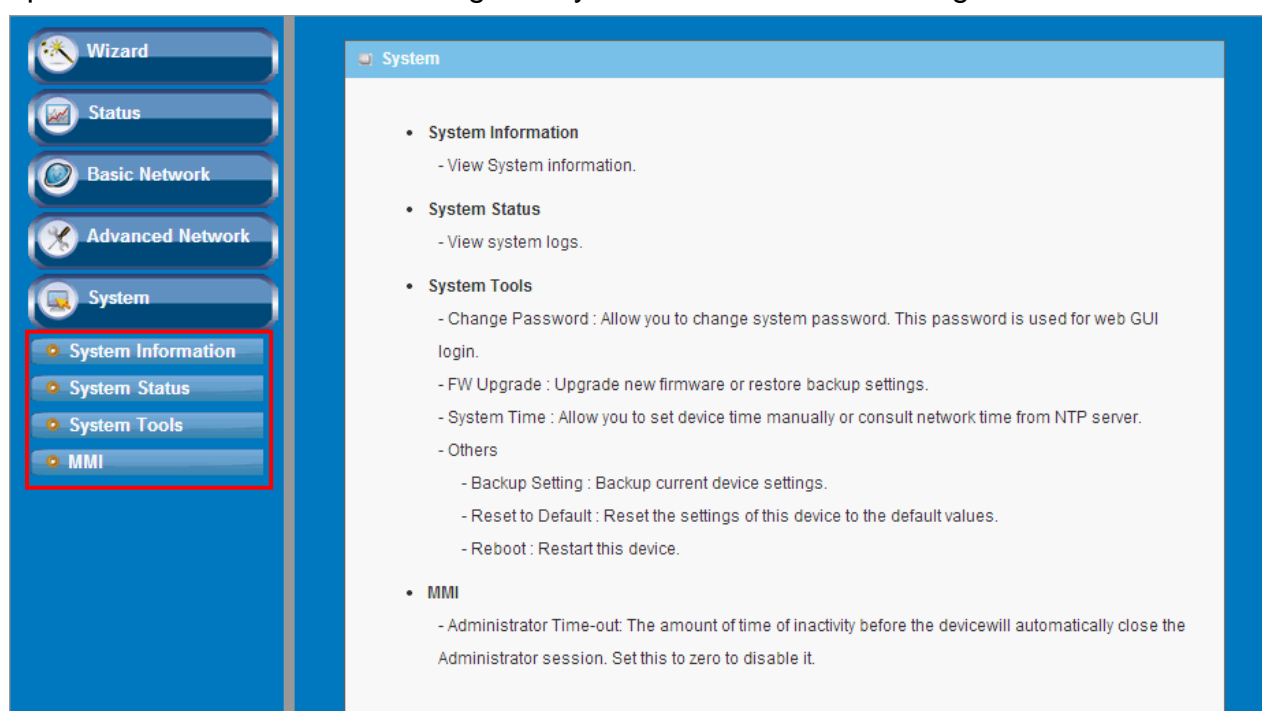 Wizard
Status
Basic Network
Advanced Network
System
System Information
System Status
System Tools
MMI
System
• System Information
- View System information.
• System Status
- View system logs.
• System Tools
- Change Password : Allow you to change system password. This password is used for web GUI
login.
- FW Upgrade : Upgrade new firmware or restore backup settings.
- System Time : Allow you to set device time manually or consult network time from NTP server.
- Others
- Backup Setting : Backup current device settings.
- Reset to Default : Reset the settings of this device to the default values.
- Reboot : Restart this device.
• MMI
- Administrator Time-out: The amount of time of inactivity before the devicewill automatically close the
Administrator session. Set this to zero to disable it.